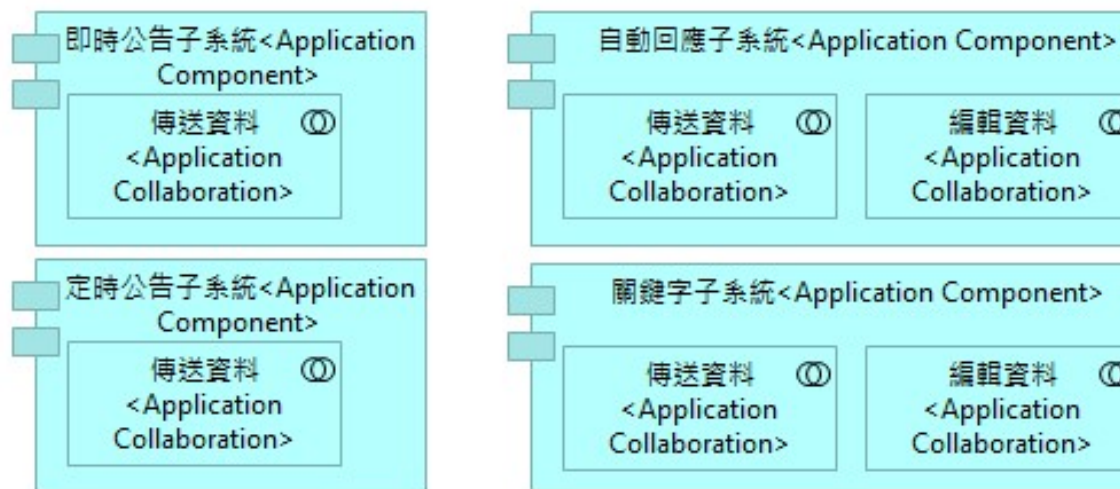 即時公告子系統<Application
Component>
傳送資料
<Application
Collaboration>
自動回應子系統<Application Component>
傳送資料
<Application
Collaboration>
編輯資料
<Application
Collaboration>
定時公告子系統<Application
Component>
傳送資料
<Application
Collaboration>
關鍵字子系統<Application Component>
傳送資料
<Application
Collaboration>
編輯資料
<Application
Collaboration>